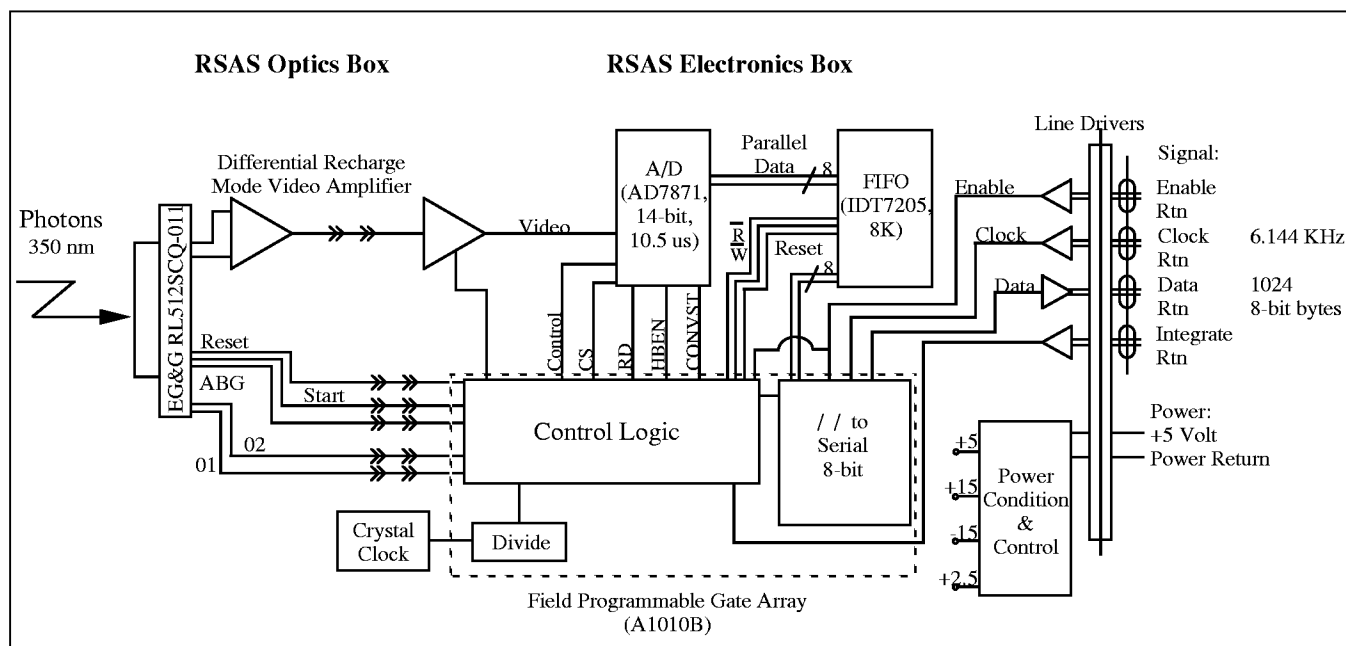 RSAS Optics Box
RSAS Electronics Box
Photons
350 nm
EG&G RL512SCQ-011
Differential Recharge
Mode Video Amplifier
Video
A/D
(AD7871,
14-bit,
10.5 us)
Parallel
Data
8
FIFO
(IDT7205,
8K)
R
W
Reset
8
Line Drivers
Enable
Clock
Data
Signal:
Enable
Rtn
Clock 6.144 KHz
Rtn
Data 1024
Rtn 8-bit bytes
Integrate
Rtn
Control
CS
RD
HBEN
CONVST
Reset
ABG
Start
02
01
Control Logic
/ / to
Serial
8-bit
Crystal
Clock
Divide
Field Programmable Gate Array
(A1010B)
+5
+15
-15
+2.5
Power
Condition
&
Control
Power:
+5 Volt
Power Return